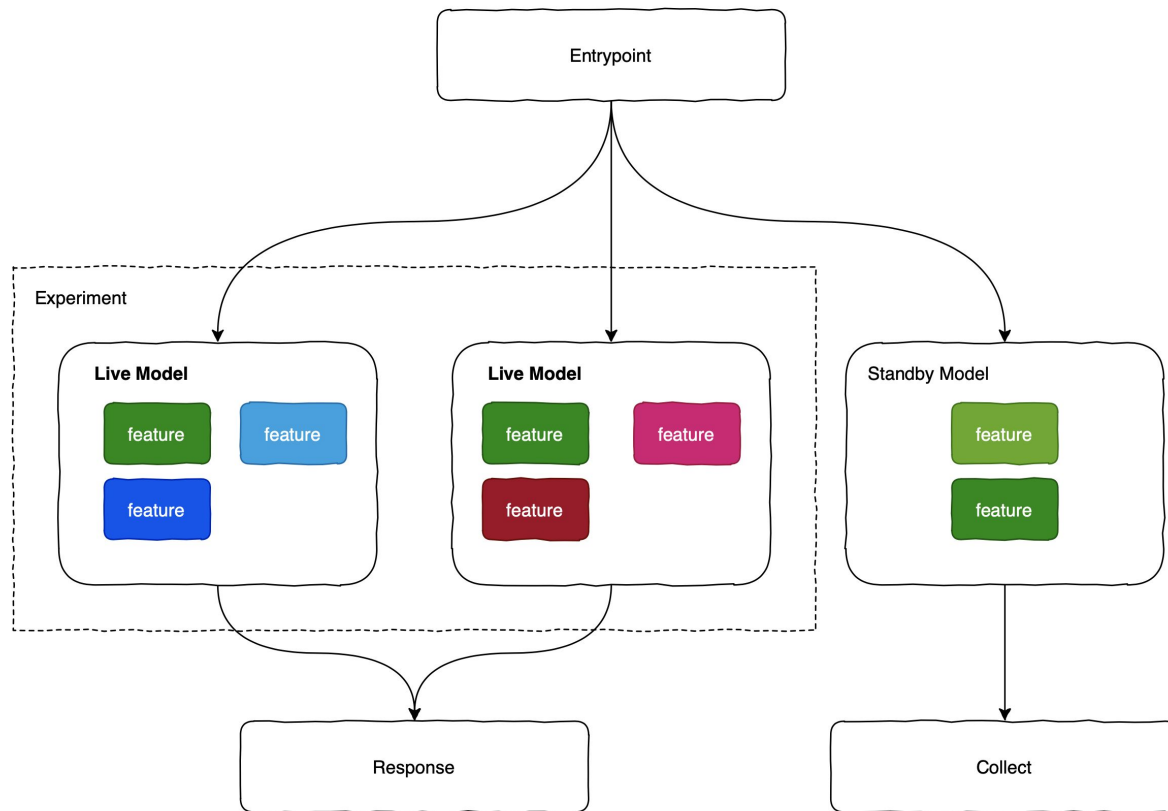 Entrypoint
Experiment
Live Model
feature
feature
feature
Live Model
feature
feature
feature
Standby Model
feature
feature
Response
Collect